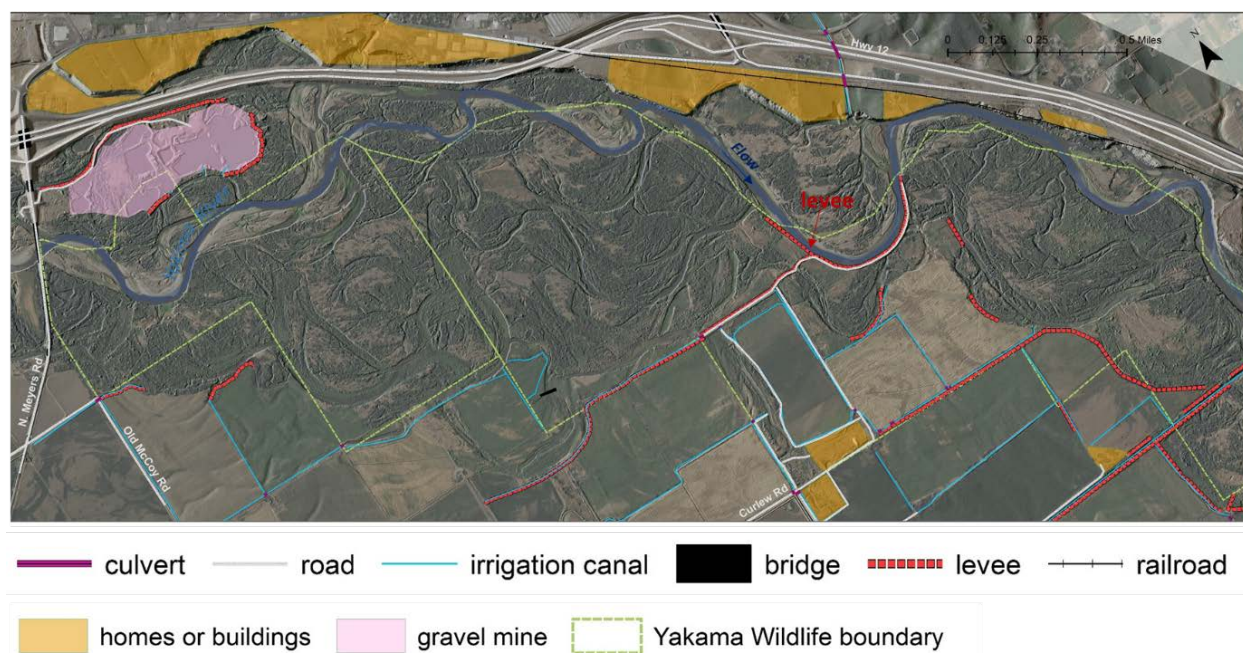 N
Hwy 12
0 0.125 0.25 0.5 Miles
Flow
levee
N. Meyers Rd
Old McCoy Rd
Curlew Rd
culvert road irrigation canal bridge levee railroad
homes or buildings gravel mine Yakama Wildlife boundary